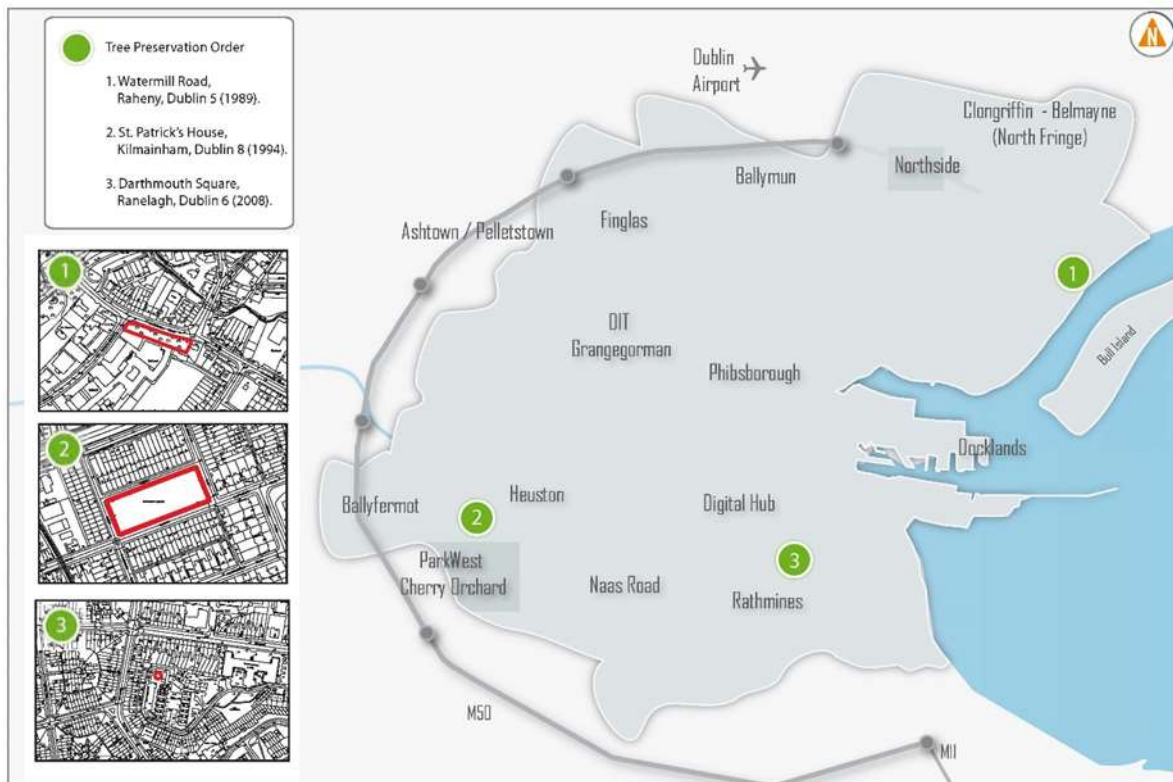 Tree Preservation Order
1. Watermill Road,
Raheny, Dublin 5 (1989).
2. St. Patrick's House,
Kilmainham, Dublin 8 (1994).
3. Darthmouth Square,
Ranelagh, Dublin 6 (2008).
1
2
3
N
Dublin
Airport
Clongriffin - Belmayne
(North Fringe)
Northside
Ballymun
Finglas
Ashtown / Pelletstown
1
Bull Island
DIT
Grangegorman
Phibsborough
Docklands
Ballyfermot
2
Heuston
Digital Hub
ParkWest
Cherry Orchard
3
Naas Road
Rathmines
M50
M11